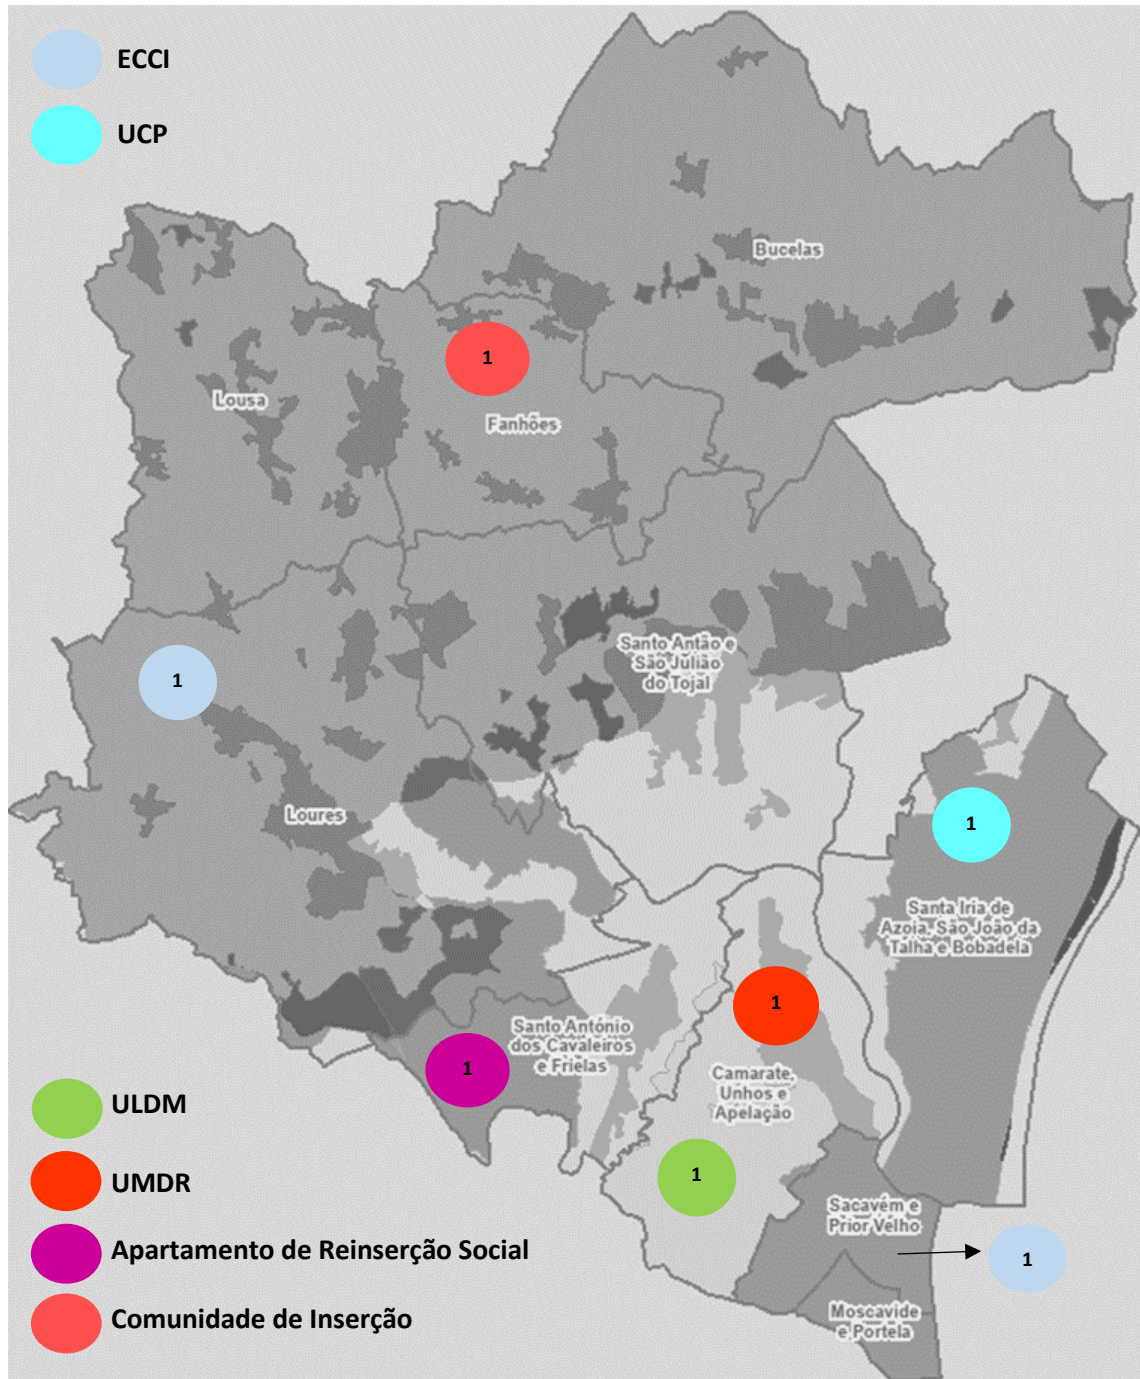 ECCI
UCP
Bucelas
1
Lousa
Fanhões
Santo Antão e
São Julião
do Tojal
1
Loures
1
Santa Iria de
Azoia, São João da
Talha e Bobadela
1
Santo António
dos Cavaleiros
e Frielas
1
Camarate,
Unhos e
Apelação
1
Sacavém e
Prior Velho
1
Moscavide
e Portela
ULDM
UMDR
Apartamento de Reinserção Social
Comunidade de Inserção